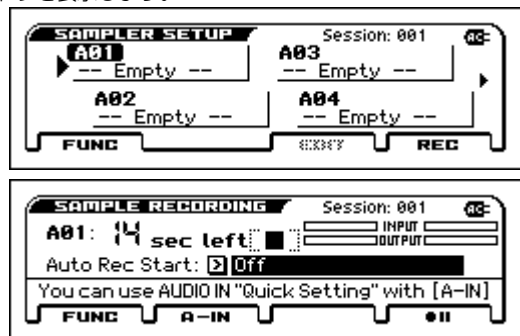 SAMPLER SETUP Session: 001 AC
A01 A03
-- Empty -- -- Empty --
A02 A04
-- Empty -- -- Empty --
FUNC REC
SAMPLE RECORDING Session: 001 AC
A01: 14 sec left INPUT
OUTPUT
Auto Rec Start: Off
You can use AUDIO IN "Quick Setting" with [A-IN]
FUNC A-IN